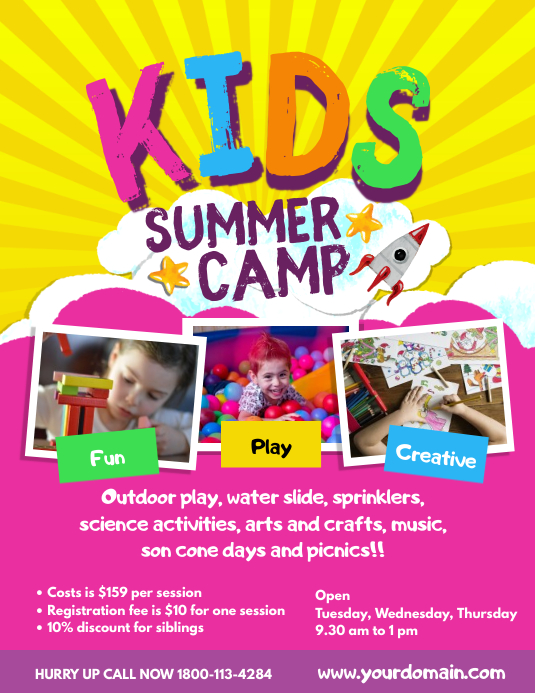 KIDS
SUMMER
CAMP
Fun
Play
Creative
Outdoor play, water slide, sprinklers,
science activities, arts and crafts, music,
son cone days and picnics!!
• Costs is $159 per session
• Registration fee is $10 for one session
• 10% discount for siblings
Open
Tuesday, Wednesday, Thursday
9.30 am to 1 pm
HURRY UP CALL NOW 1800-113-4284
www.yourdomain.com